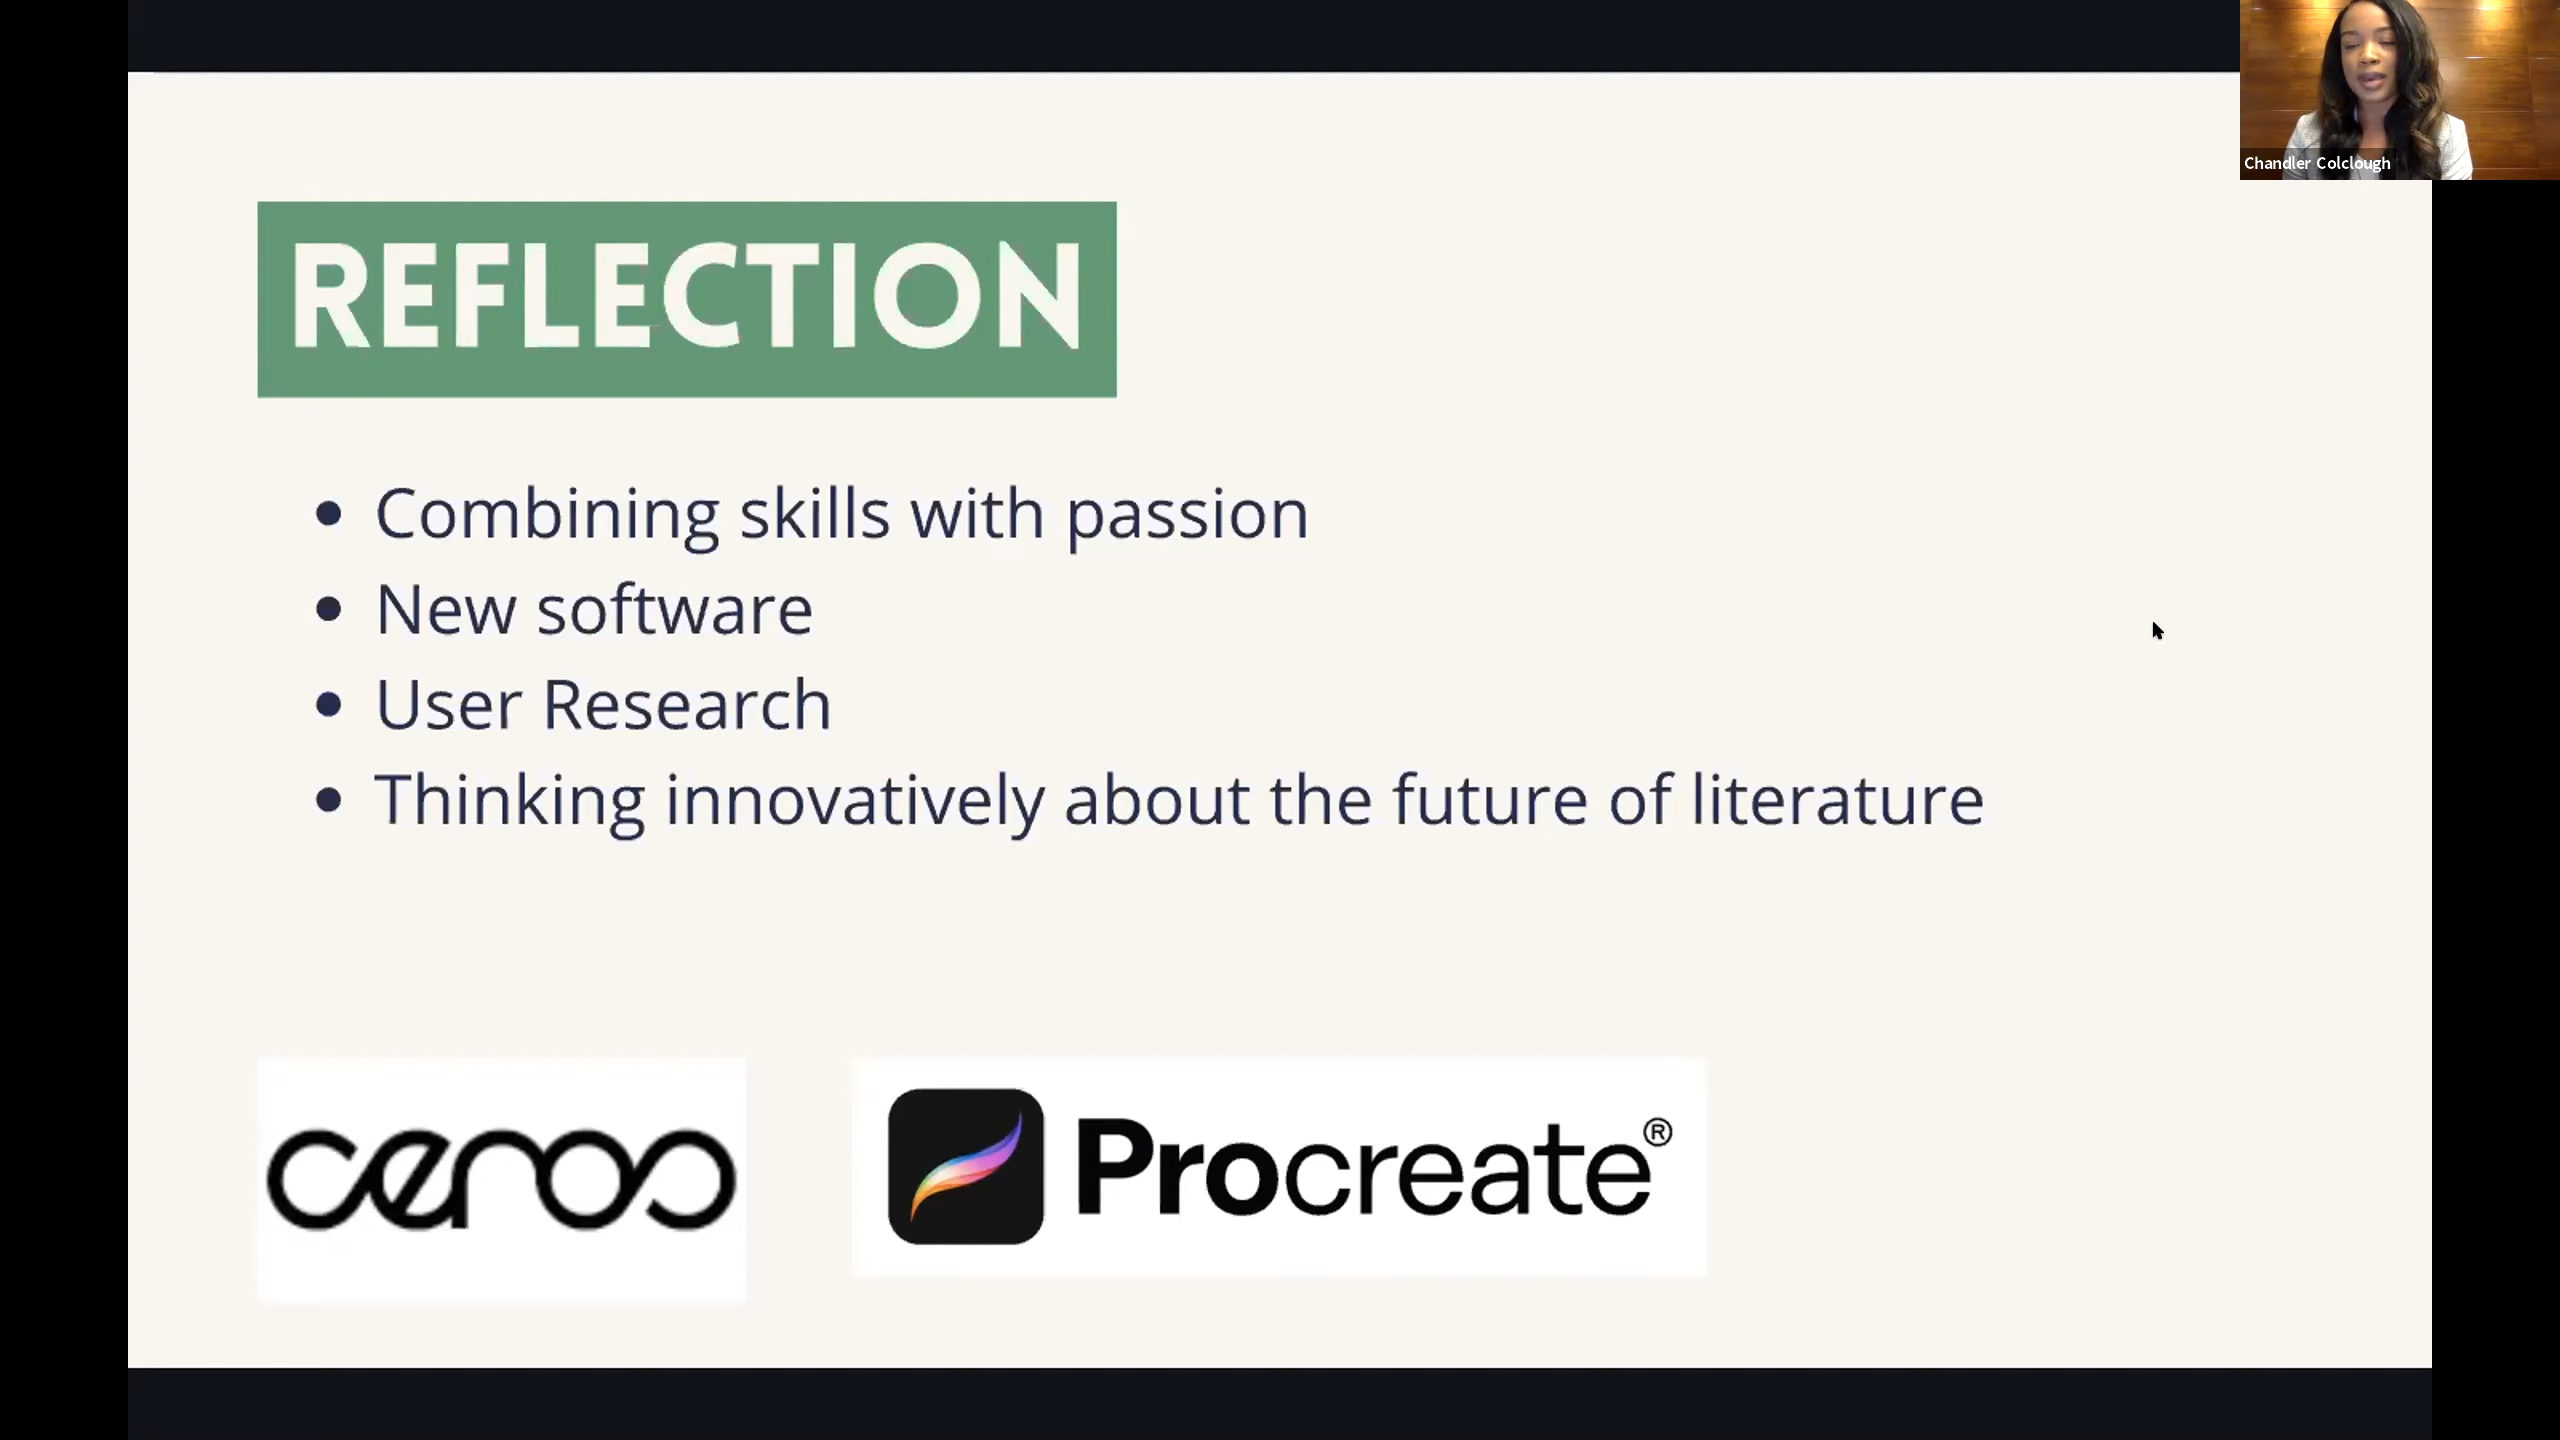 Chandler Colclough
REFLECTION
• Combining skills with passion
• New software
• User Research
• Thinking innovatively about the future of literature
ceros
Procreate®